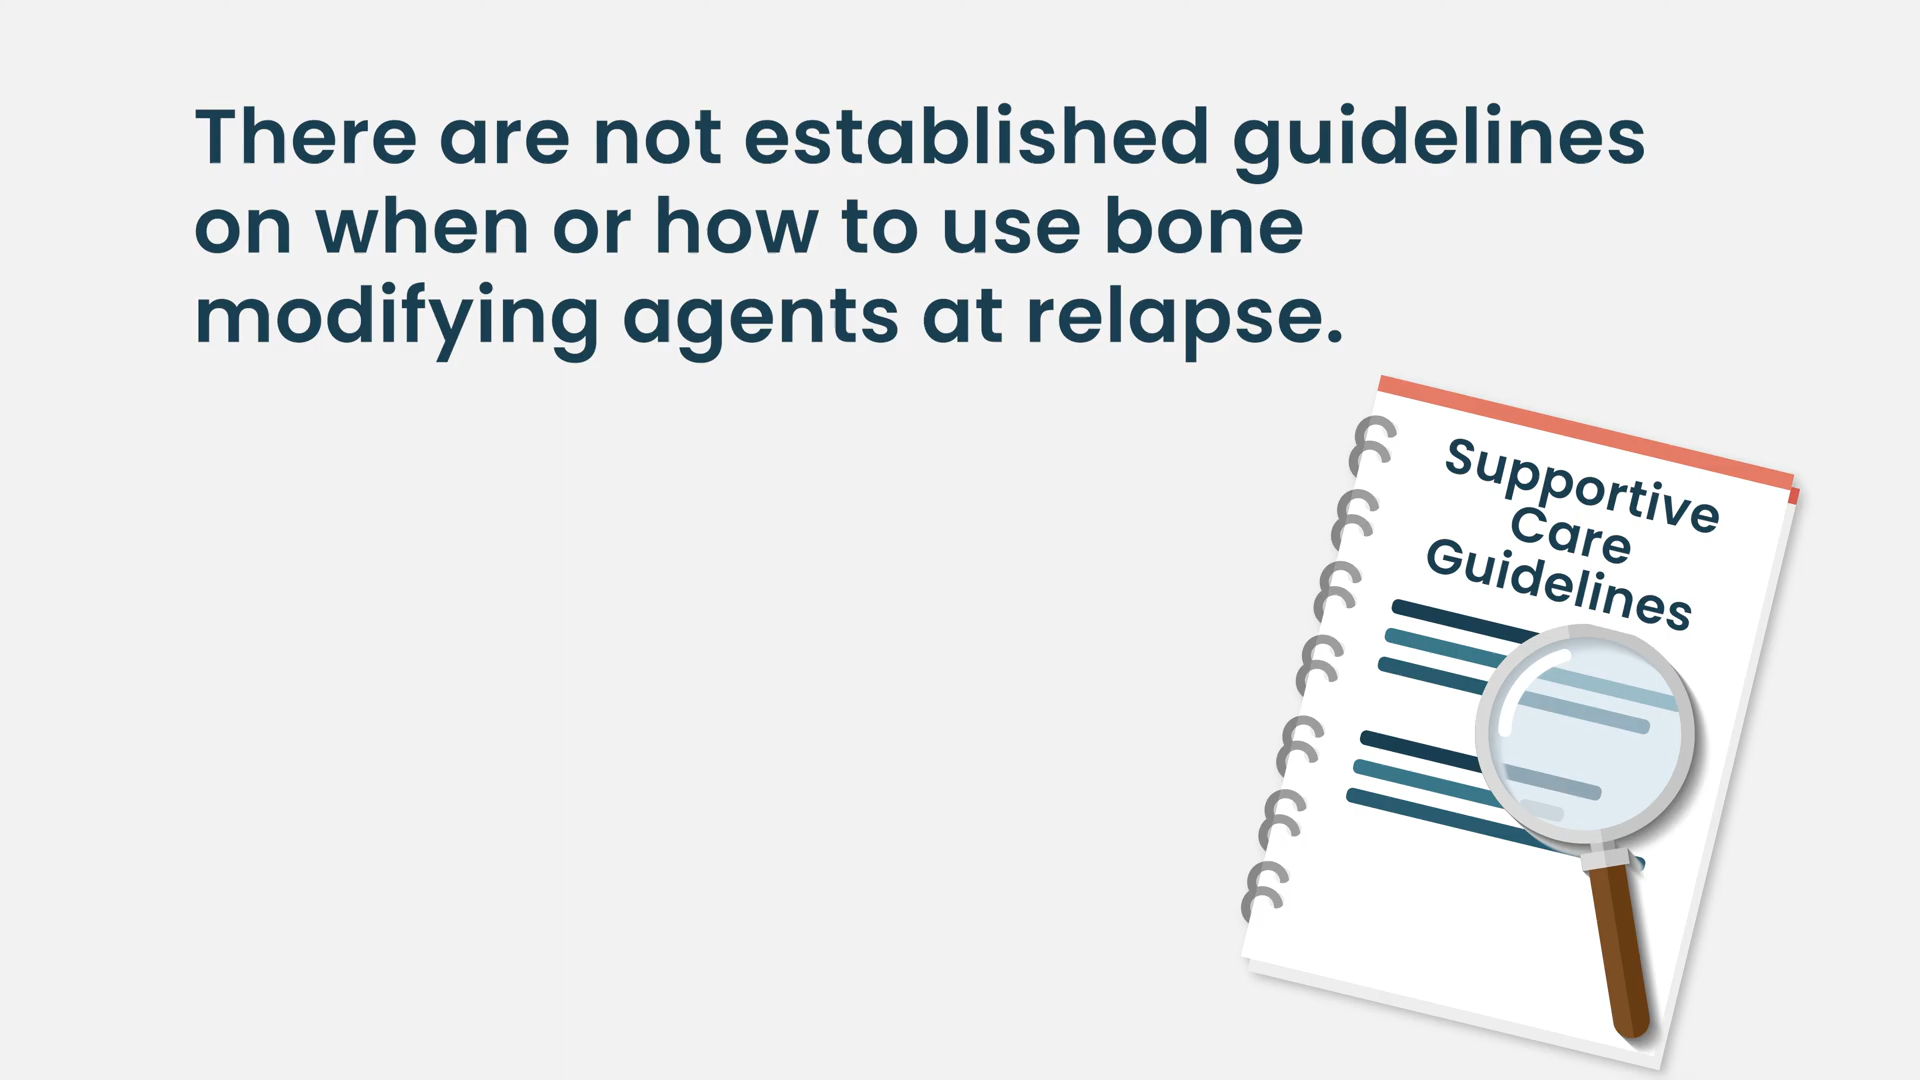 There are not established guidelines
on when or how to use bone
modifying agents at relapse.
Supportive
Care
Guidelines